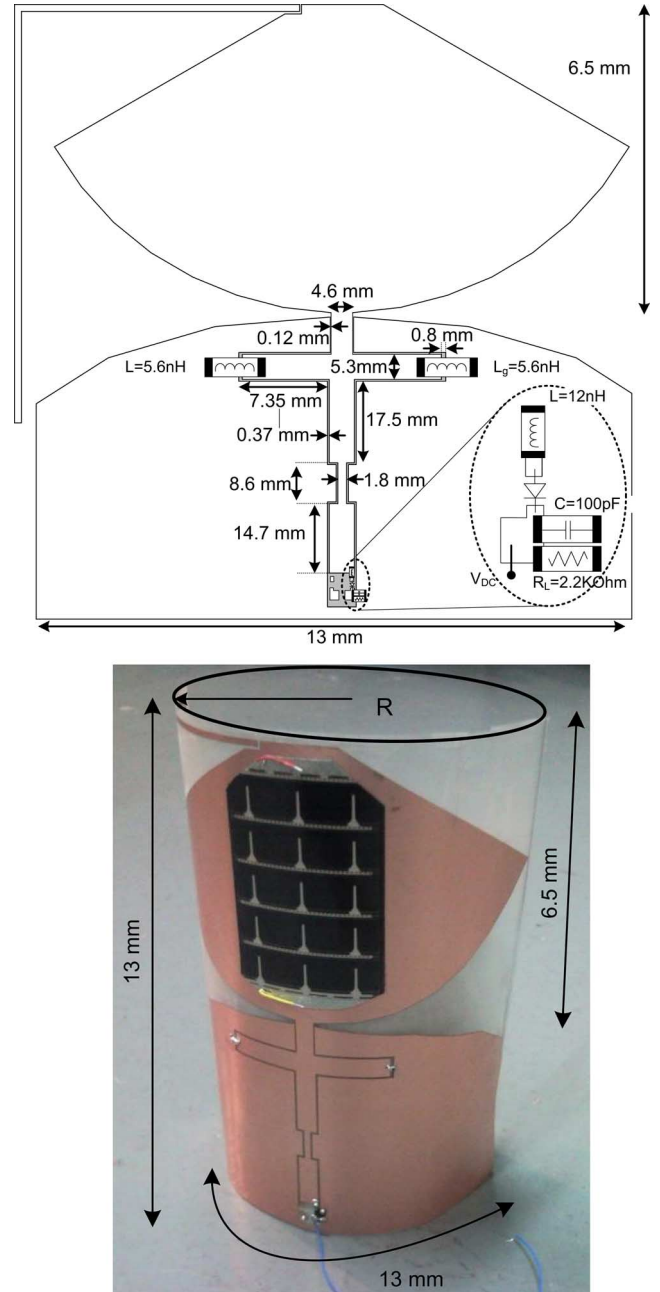 6.5 mm
4.6 mm
0.12 mm
0.8 mm
L=5.6nH
5.3mm
Lg=5.6nH
L=12nH
7.35 mm
17.5 mm
0.37 mm
8.6 mm
1.8 mm
C=100pF
14.7 mm
VDC
RL=2.2KOhm
13 mm
R
13 mm
6.5 mm
13 mm